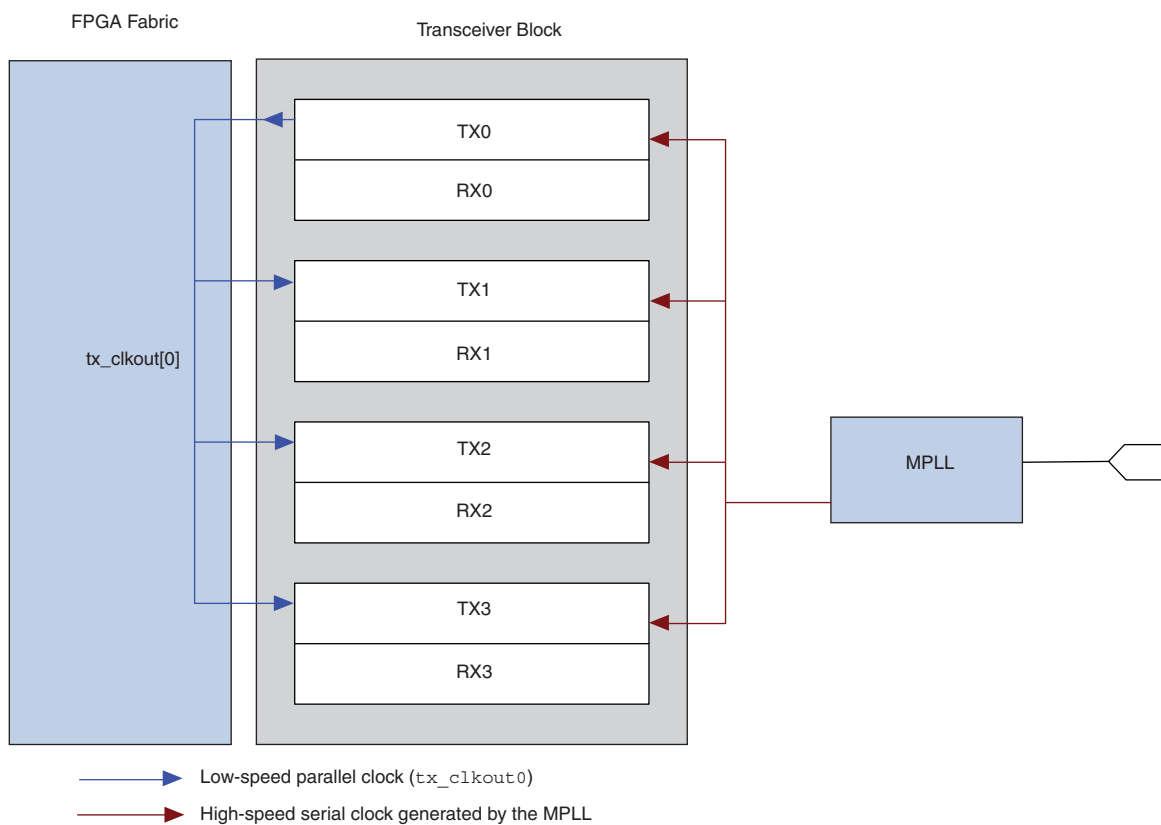 FPGA Fabric
Transceiver Block
TX0
RX0
TX1
RX1
tx_clkout[0]
TX2
RX2
MPLL
TX3
RX3
Low-speed parallel clock (tx_clkout0)
High-speed serial clock generated by the MPLL